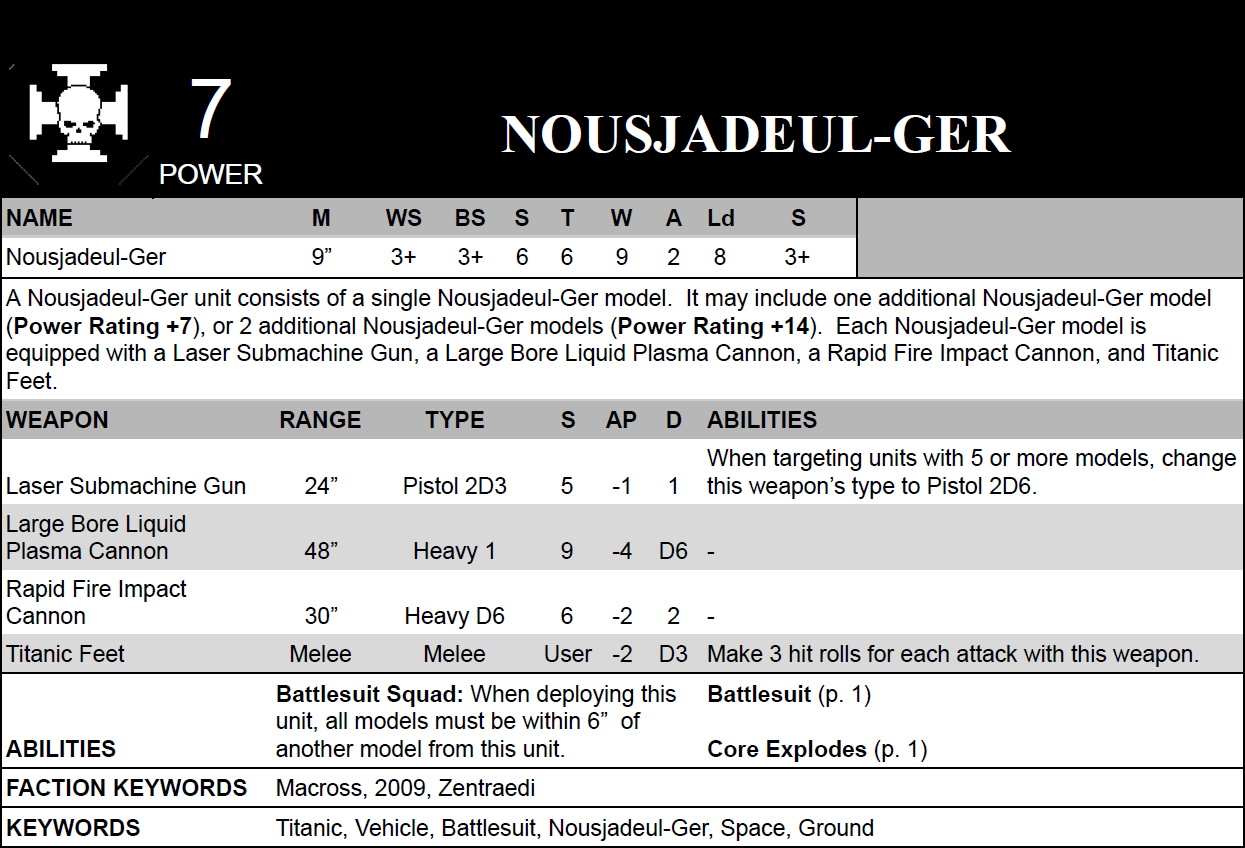 7
POWER
NOUSJADEUL-GER
NAME M WS BS S T W A Ld S
Nousjadeul-Ger 9” 3+ 3+ 6 6 9 2 8 3+
A Nousjadeul-Ger unit consists of a single Nousjadeul-Ger model.  It may include one additional Nousjadeul-Ger model
(Power Rating +7), or 2 additional Nousjadeul-Ger models (Power Rating +14).  Each Nousjadeul-Ger model is
equipped with a Laser Submachine Gun, a Large Bore Liquid Plasma Cannon, a Rapid Fire Impact Cannon, and Titanic
Feet.
WEAPON RANGE TYPE S AP D ABILITIES
When targeting units with 5 or more models, change
Laser Submachine Gun 24” Pistol 2D3 5 -1 1 this weapon’s type to Pistol 2D6.
Large Bore Liquid
Plasma Cannon 48” Heavy 1 9 -4 D6 -
Rapid Fire Impact
Cannon 30” Heavy D6 6 -2 2 -
Titanic Feet Melee Melee User -2 D3 Make 3 hit rolls for each attack with this weapon.
Battlesuit Squad: When deploying this Battlesuit (p. 1)
unit, all models must be within 6”  of
ABILITIES another model from this unit. Core Explodes (p. 1)
FACTION KEYWORDS Macross, 2009, Zentraedi
KEYWORDS Titanic, Vehicle, Battlesuit, Nousjadeul-Ger, Space, Ground